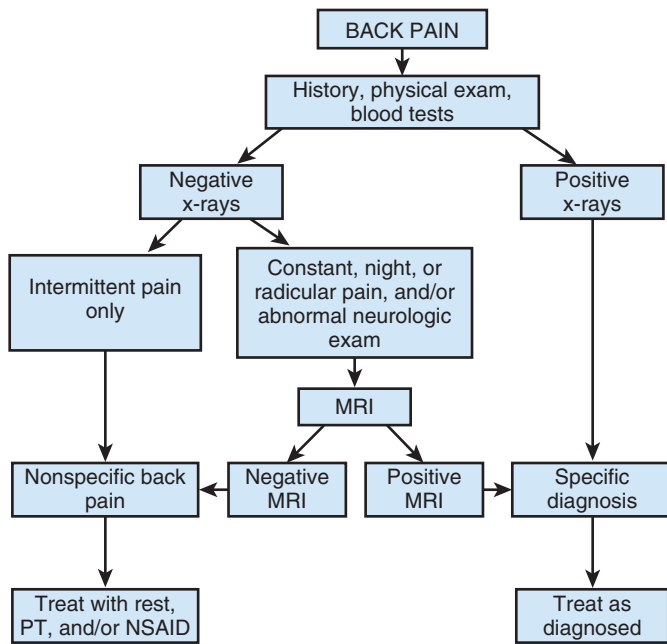 BACK PAIN
History, physical exam,
blood tests
Negative
x-rays
Positive
x-rays
Intermittent pain
only
Constant, night, or
radicular pain, and/or
abnormal neurologic
exam
MRI
Nonspecific back
pain
Negative
MRI
Positive
MRI
Specific
diagnosis
Treat with rest,
PT, and/or NSAID
Treat as
diagnosed